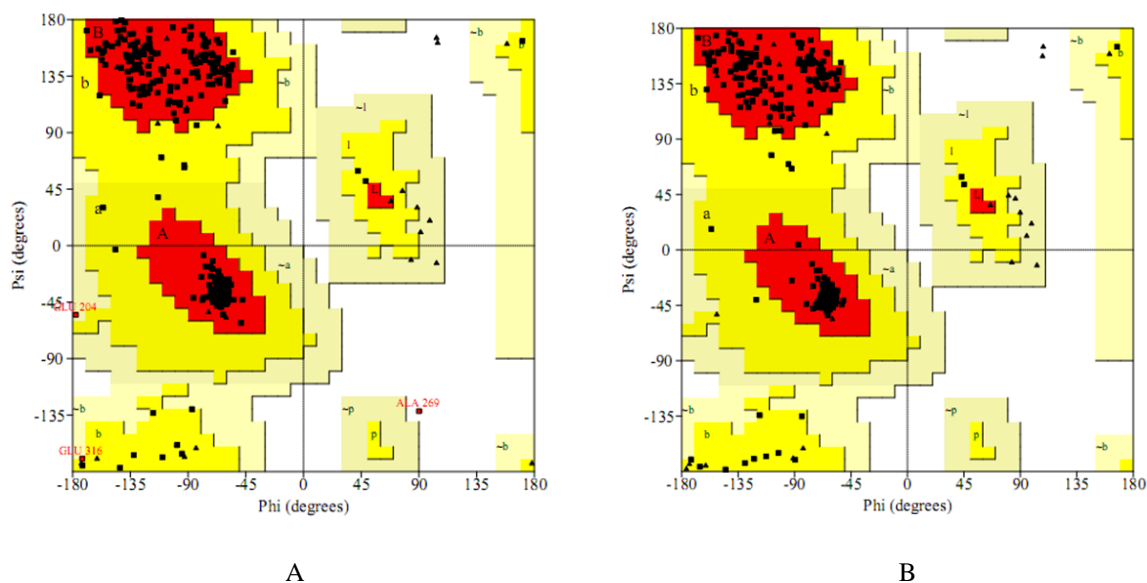 180
B
135
b
~b
~b
b
~l
90
l
45
L
a
A
0
~a
-45
GLU 204
-90
-135
~b
b
GLU 316
~p
p
ALA 269
~b
-180
-180 -135 -90 -45 0 45 90 135 180
Psi (degrees)
Phi (degrees)
A
180
B
135
b
~b
~b
b
~l
90
l
45
a
A
0
~a
-45
-90
-135
~b
b
~p
p
~b
-180
-180 -135 -90 -45 0 45 90 135 180
Psi (degrees)
Phi (degrees)
B